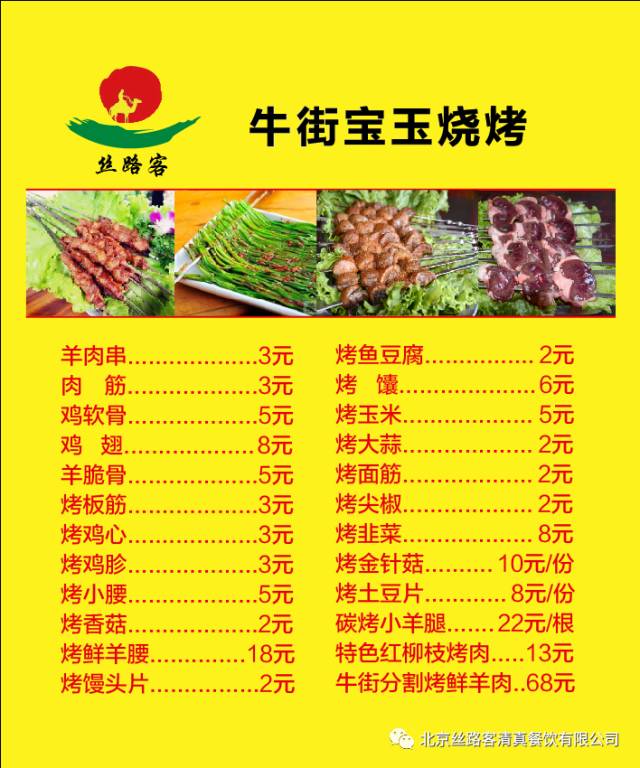 丝路客
牛街宝玉烧烤
羊肉串...................3元
肉 筋...................3元
鸡软骨...................5元
鸡 翅...................8元
羊脆骨...................5元
烤板筋...................3元
烤鸡心...................3元
烤鸡胗...................3元
烤小腰...................5元
烤香菇...................2元
烤鲜羊腰..............18元
烤馒头片................2元
烤鱼豆腐................ 2元
烤 馕.................... 6元
烤玉米................... 5元
烤大蒜................... 2元
烤面筋................... 2元
烤尖椒................... 2元
烤韭菜................... 8元
烤金针菇.......... 10元/份
烤土豆片............ 8元/份
碳烤小羊腿....... 22元/根
特色红柳枝烤肉.....13元
牛街分割烤鲜羊肉..68元
北京丝路客清真餐饮有限公司